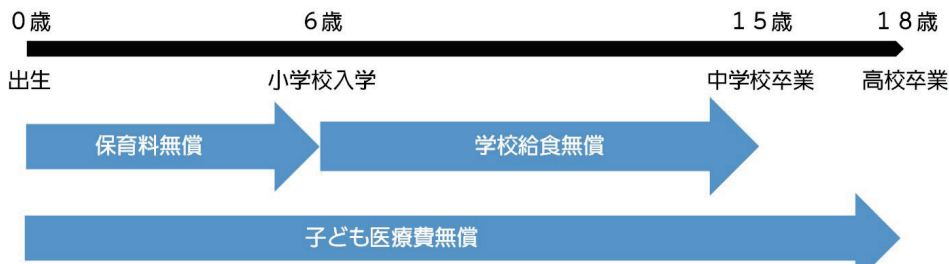 0歳 6歳 15歳 18歳
出生 小学校入学 中学校卒業 高校卒業
保育料無償 学校給食無償
子ども医療費無償